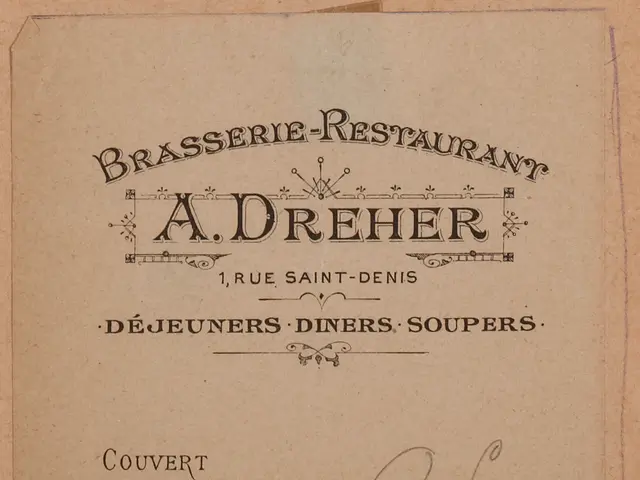 BRASSERIE-RESTAURANT
A. DREHER
1, RUE SAINT-DENIS
·DÉJEUNERS · DINERS · SOUPERS·
COUVERT